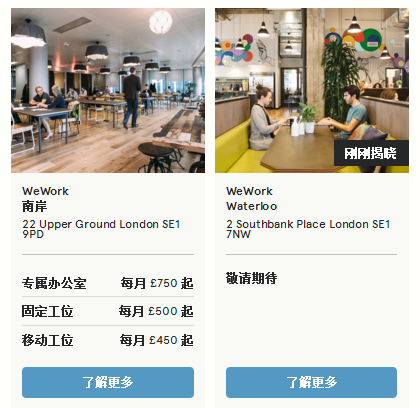 WeWork
南岸
22 Upper Ground London SE1
9PD
专属办公室 每月 £750 起
固定工位 每月 £500 起
移动工位 每月 £450 起
了解更多
刚刚揭晓
WeWork
Waterloo
2 Southbank Place London SE1
7NW
敬请期待
了解更多